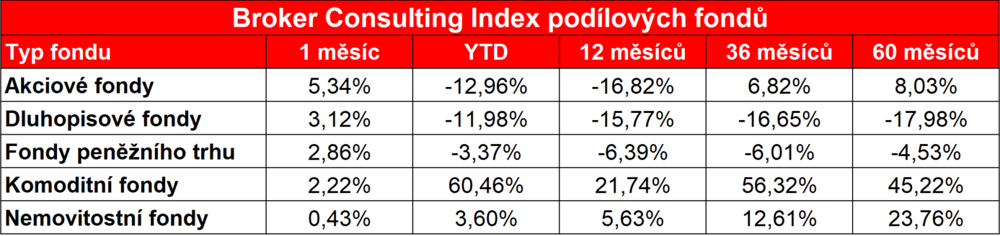 Broker Consulting Index podílových fondů
Typ fondu 1 měsíc YTD 12 měsíců 36 měsíců 60 měsíců
Akciové fondy 5,34% -12,96% -16,82% 6,82% 8,03%
Dluhopisové fondy 3,12% -11,98% -15,77% -16,65% -17,98%
Fondy peněžního trhu 2,86% -3,37% -6,39% -6,01% -4,53%
Komoditní fondy 2,22% 60,46% 21,74% 56,32% 45,22%
Nemovitostní fondy 0,43% 3,60% 5,63% 12,61% 23,76%